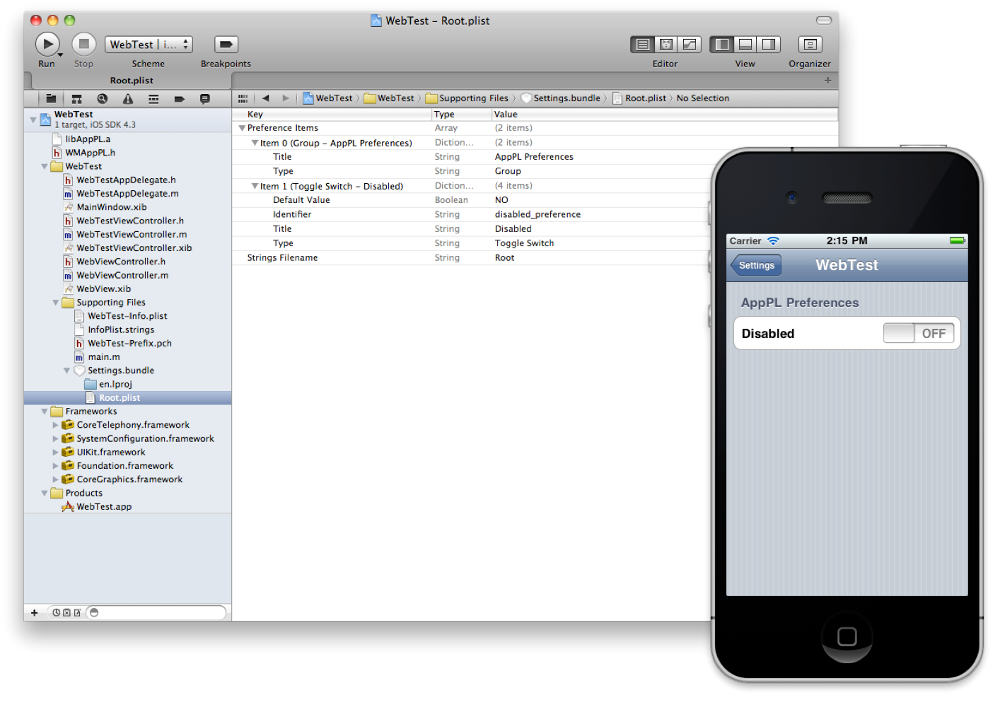 WebTest – Root.plist
WebTest | i...
Run Stop Scheme Breakpoints Editor View Organizer
Root.plist
WebTest
1 target, iOS SDK 4.3
libAppPL.a
WMAppPL.h
WebTest
WebTestAppDelegate.h
WebTestAppDelegate.m
MainWindow.xib
WebTestViewController.h
WebTestViewController.m
WebTestViewController.xib
WebViewController.h
WebViewController.m
WebView.xib
Supporting Files
WebTest-Info.plist
InfoPlist.strings
WebTest-Prefix.pch
main.m
Settings.bundle
en.lproj
Root.plist
Frameworks
CoreTelephony.framework
SystemConfiguration.framework
UIKit.framework
Foundation.framework
CoreGraphics.framework
Products
WebTest.app
WebTest WebTest Supporting Files Settings.bundle Root.plist No Selection
Key Type Value
Preference Items Array (2 items)
Item 0 (Group – AppPL Preferences) Diction... (2 items)
Title String AppPL Preferences
Type String Group
Item 1 (Toggle Switch – Disabled) Diction... (4 items)
Default Value Boolean NO
Identifier String disabled_preference
Title String Disabled
Type String Toggle Switch
Strings Filename String Root
Carrier 2:15 PM
Settings WebTest
AppPL Preferences
Disabled OFF